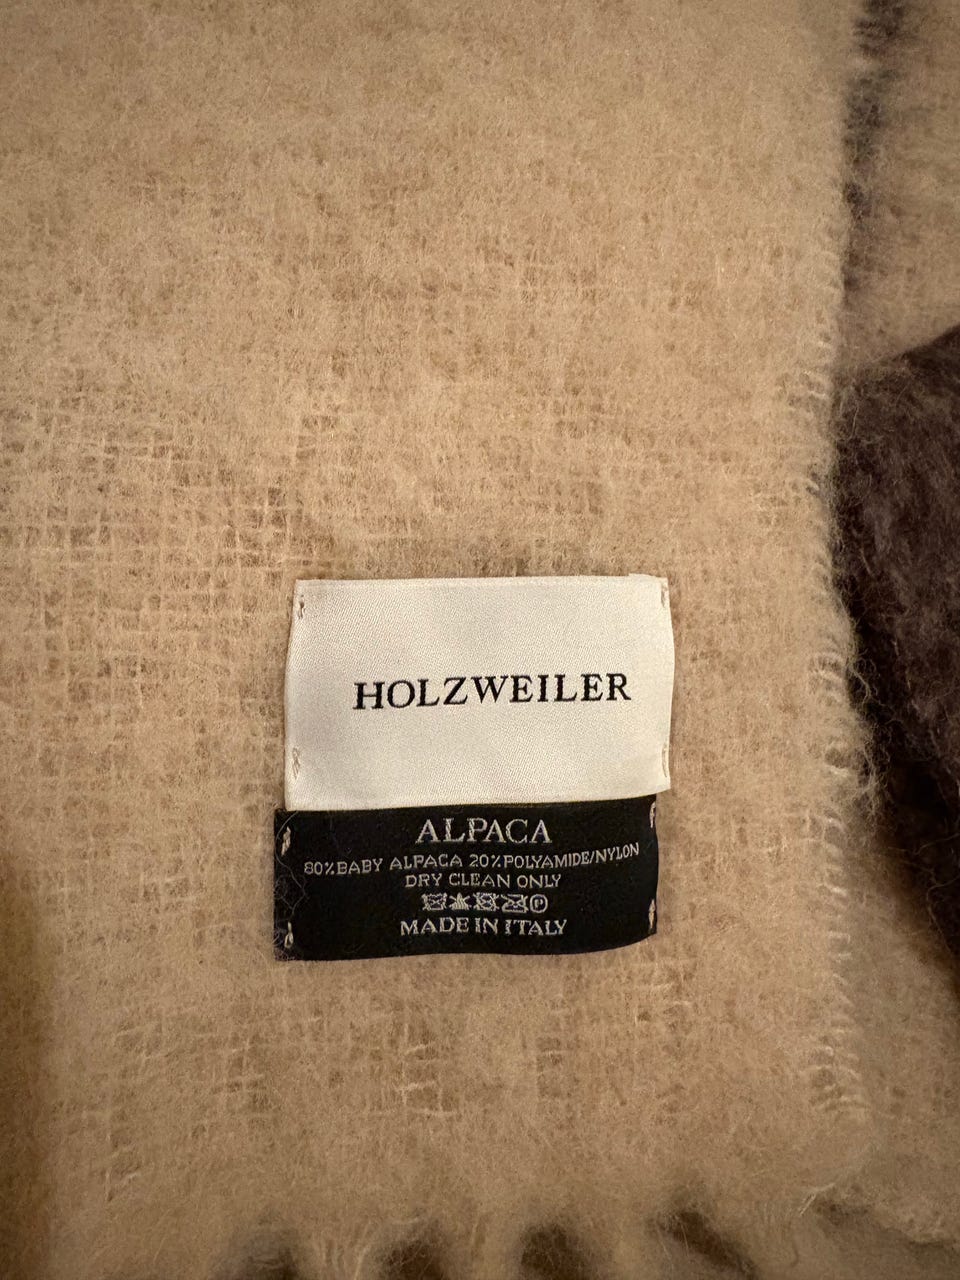 HOLZWEILER
ALPACA
80%BABY ALPACA 20%POLYAMIDE/NYLON
DRY CLEAN ONLY
P
MADE IN ITALY